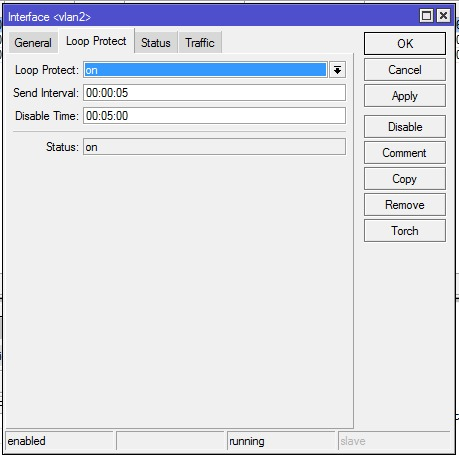 Interface <vlan2>
General Loop Protect Status Traffic
OK
Loop Protect: on
Cancel
Send Interval: 00:00:05
Apply
Disable Time: 00:05:00
Disable
Status: on
Comment
Copy
Remove
Torch
enabled running slave